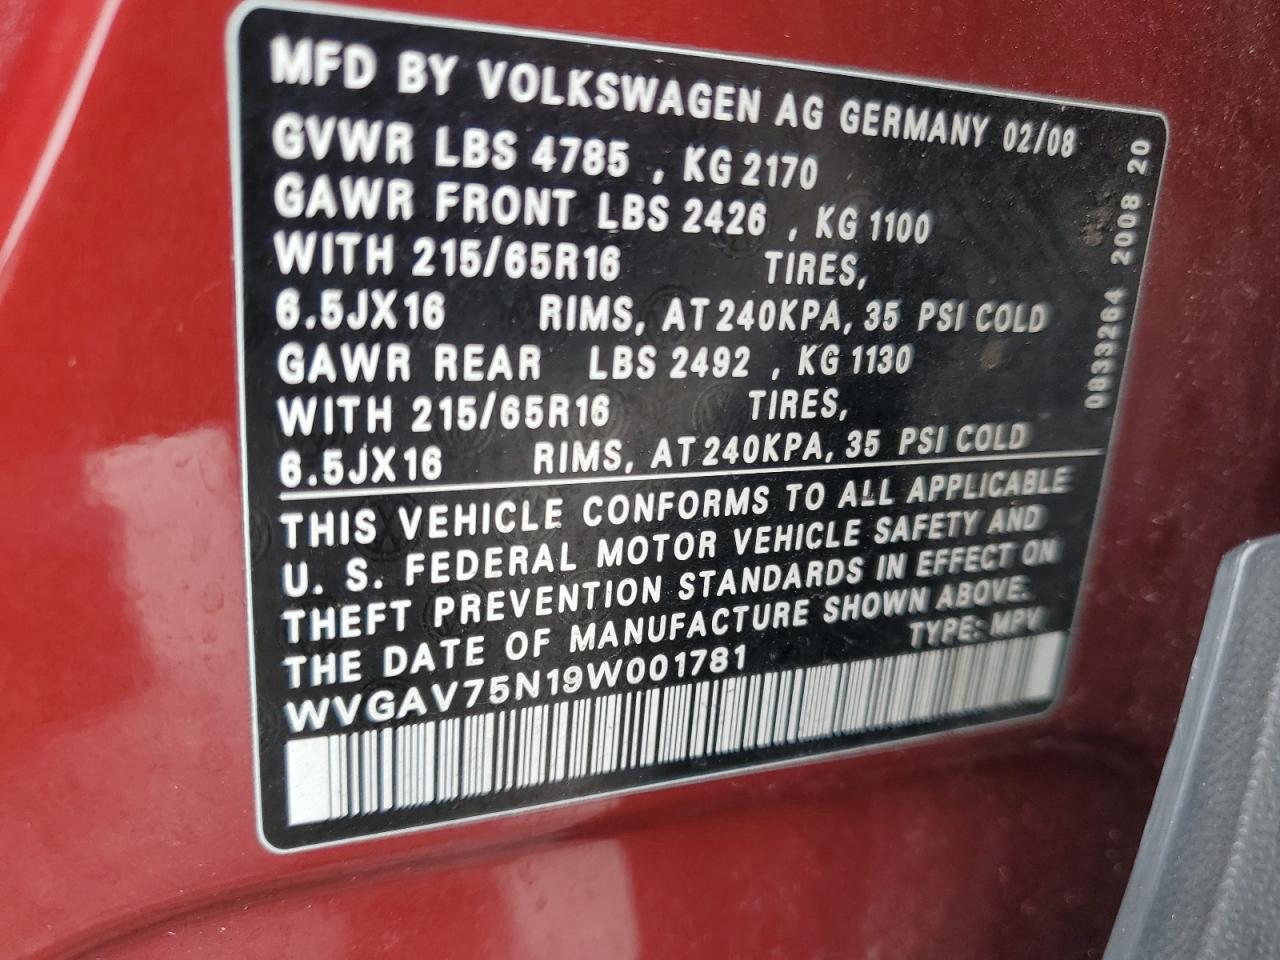 MFD BY VOLKSWAGEN AG GERMANY 02/08
GVWR LBS 4785 , KG 2170
GAWR FRONT LBS 2426 , KG 1100
WITH 215/65R16 TIRES,
6.5JX16 RIMS, AT 240KPA, 35 PSI COLD
GAWR REAR LBS 2492 , KG 1130
WITH 215/65R16 TIRES,
6.5JX16 RIMS, AT 240KPA, 35 PSI COLD
THIS VEHICLE CONFORMS TO ALL APPLICABLE
U. S. FEDERAL MOTOR VEHICLE SAFETY AND
THEFT PREVENTION STANDARDS IN EFFECT ON
THE DATE OF MANUFACTURE SHOWN ABOVE.
TYPE: MPV
WVGAV75N19W001781
0833264 2008 20